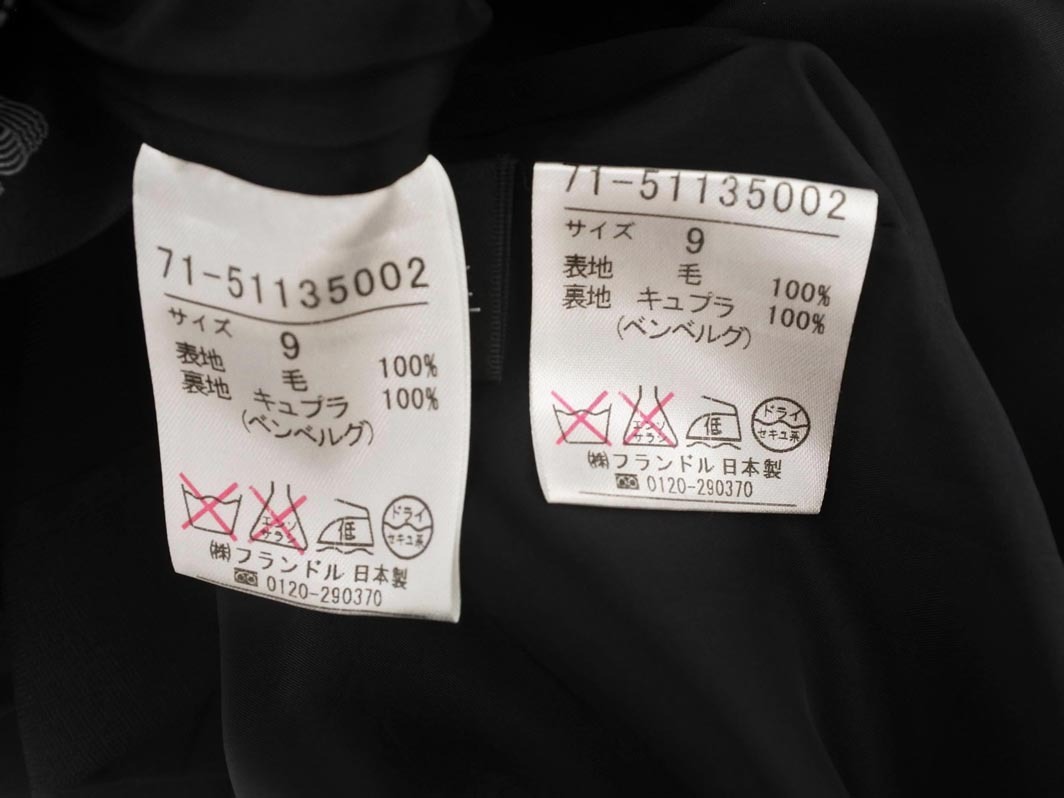 71-51135002
サイズ 9
表地 毛 100%
裏地 キュプラ 100%
(ベンベルグ)
エンソ
サラシ
低
ドライ
セキユ系
㈱フランドル 日本製
0120-290370
71-51135002
サイズ 9
表地 毛 100%
裏地 キュプラ 100%
(ベンベルグ)
エンソ
サラシ
低
ドライ
セキユ系
㈱フランドル 日本製
0120-290370